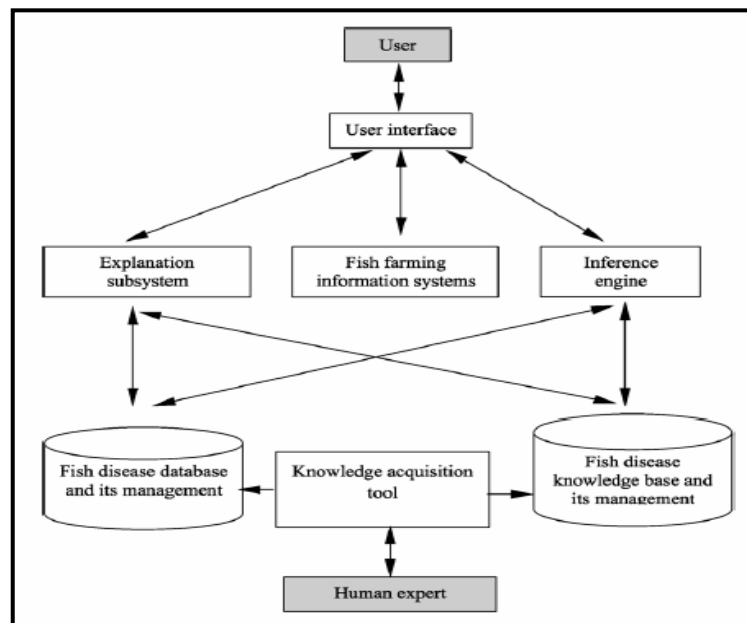 User
User interface
Explanation
subsystem
Fish farming
information systems
Inference
engine
Fish disease database
and its management
Knowledge acquisition
tool
Fish disease
knowledge base and
its management
Human expert